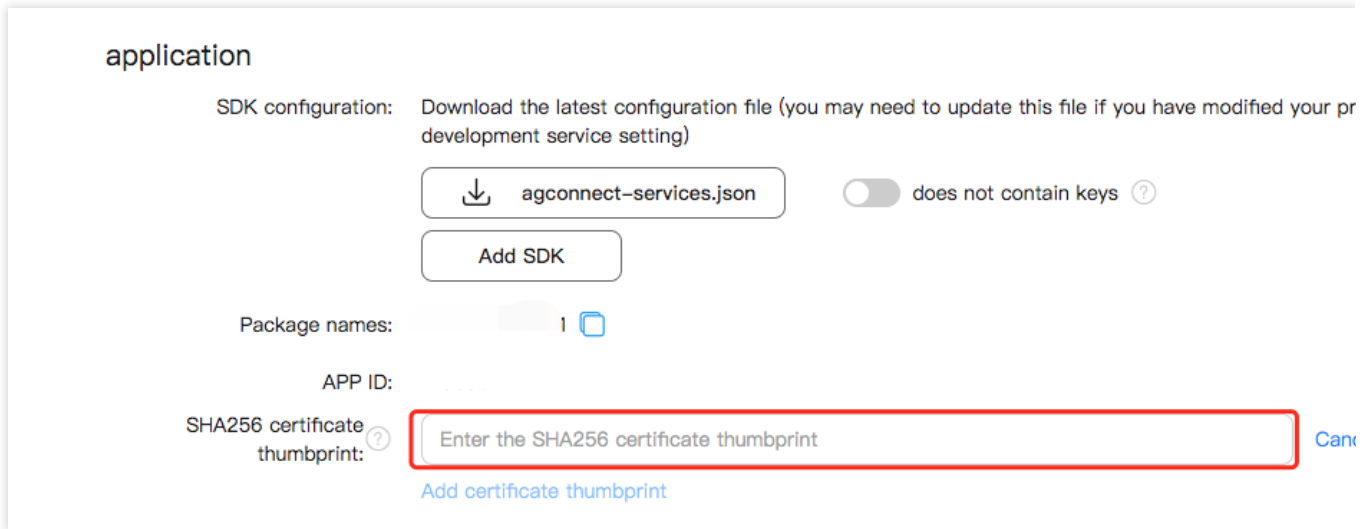 application
SDK configuration: Download the latest configuration file (you may need to update this file if you have modified your pr
development service setting)
agconnect-services.json does not contain keys ?
Add SDK
Package names: 1
APP ID:
SHA256 certificate ?
thumbprint:
Enter the SHA256 certificate thumbprint Canc
Add certificate thumbprint